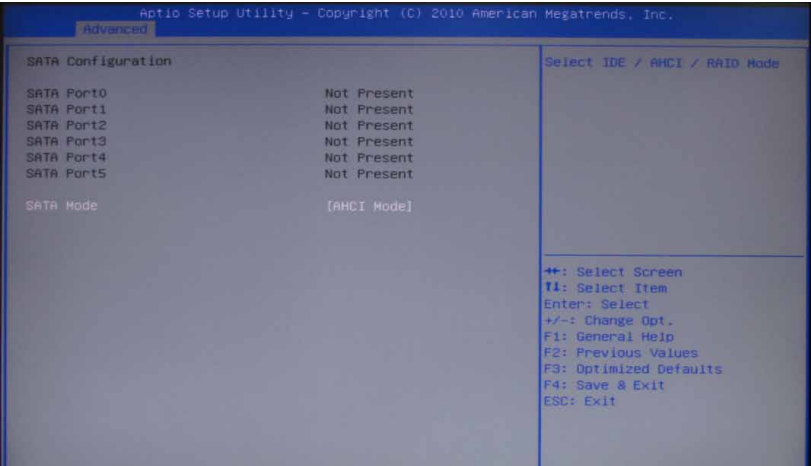 Aptio Setup Utility – Copyright (C) 2010 American Megatrends, Inc.
Advanced
SATA Configuration
SATA Port0 Not Present
SATA Port1 Not Present
SATA Port2 Not Present
SATA Port3 Not Present
SATA Port4 Not Present
SATA Port5 Not Present
SATA Mode [AHCI Mode]
Select IDE / AHCI / RAID Mode
→←: Select Screen
↑↓: Select Item
Enter: Select
+/-: Change Opt.
F1: General Help
F2: Previous Values
F3: Optimized Defaults
F4: Save & Exit
ESC: Exit